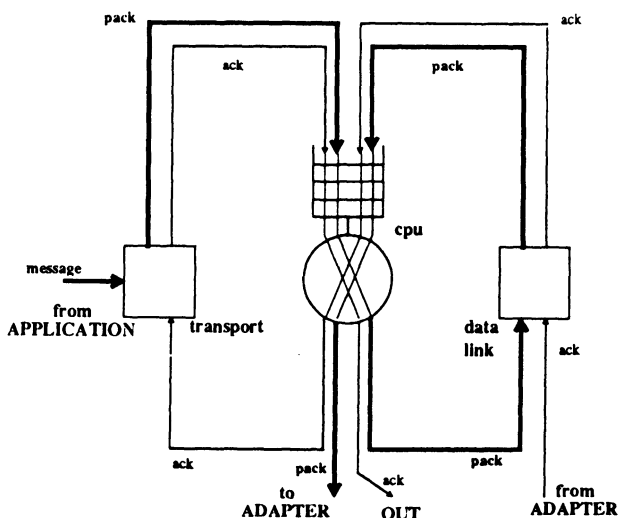 pack
ack
ack
pack
cpu
message
from
APPLICATION
transport
data
link
ack
ack
pack
to
ADAPTER
ack
OUT
pack
from
ADAPTER